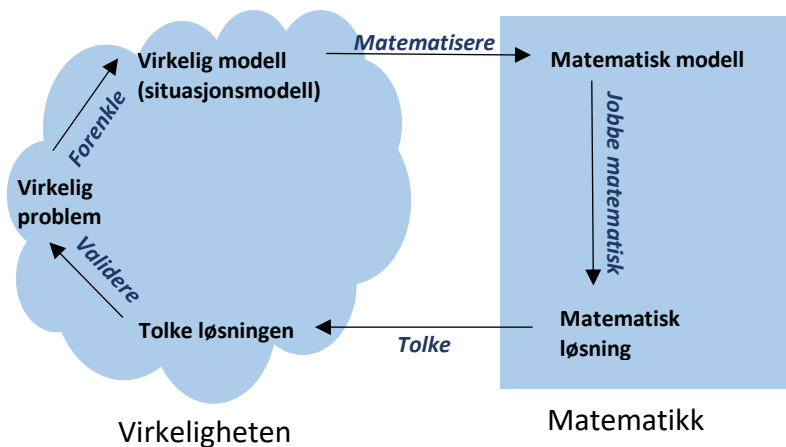 Virkelig modell
(situasjonsmodell)
Matematisere
Matematisk modell
Forenkle
Jobbe matematisk
Virkelig
problem
Validere
Tolke løsningen
Tolke
Matematisk
løsning
Virkeligheten
Matematikk